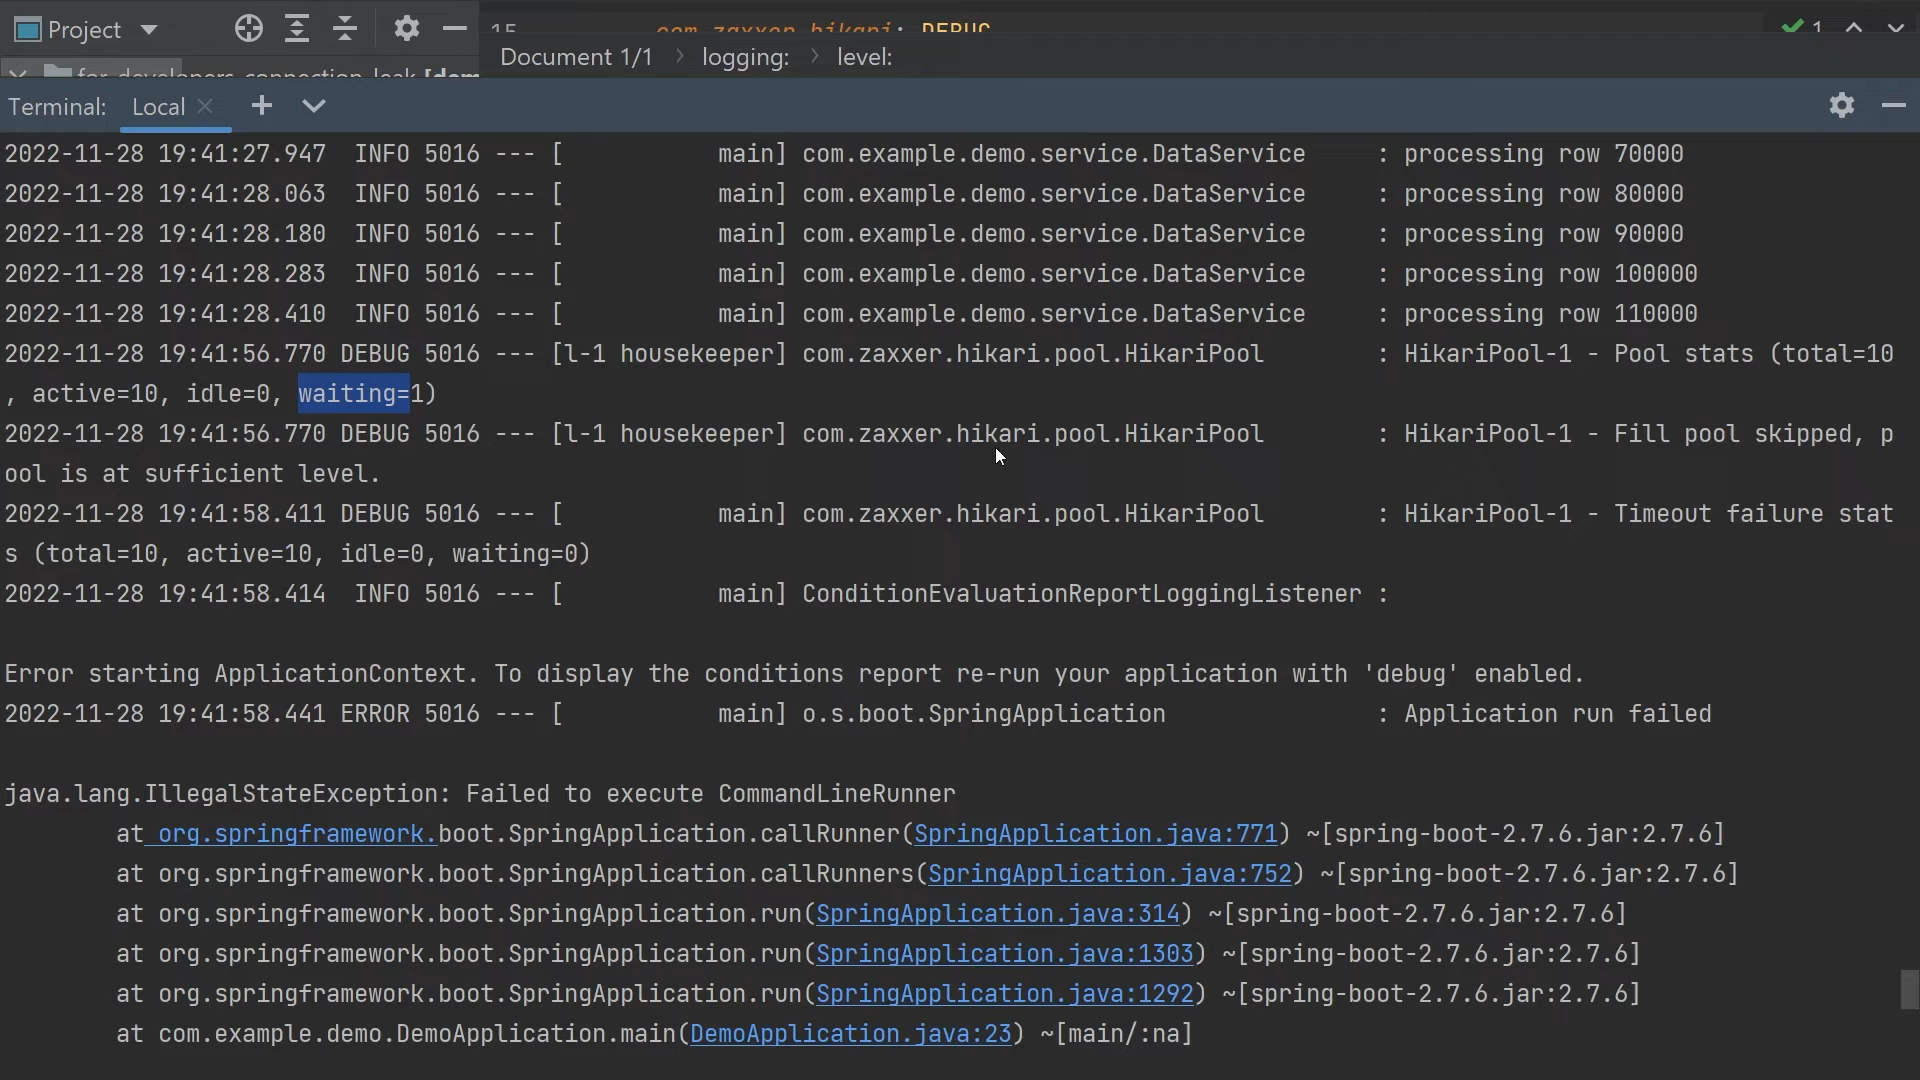 Project
15 com.zaxxer.hikari: DEBUG
1
Document 1/1 > logging: > level:
for_developers_connection_leak
Terminal: Local
2022-11-28 19:41:27.947  INFO 5016 --- [           main] com.example.demo.service.DataService     : processing row 70000
2022-11-28 19:41:28.063  INFO 5016 --- [           main] com.example.demo.service.DataService     : processing row 80000
2022-11-28 19:41:28.180  INFO 5016 --- [           main] com.example.demo.service.DataService     : processing row 90000
2022-11-28 19:41:28.283  INFO 5016 --- [           main] com.example.demo.service.DataService     : processing row 100000
2022-11-28 19:41:28.410  INFO 5016 --- [           main] com.example.demo.service.DataService     : processing row 110000
2022-11-28 19:41:56.770 DEBUG 5016 --- [l-1 housekeeper] com.zaxxer.hikari.pool.HikariPool        : HikariPool-1 - Pool stats (total=10
, active=10, idle=0, waiting=1)
2022-11-28 19:41:56.770 DEBUG 5016 --- [l-1 housekeeper] com.zaxxer.hikari.pool.HikariPool        : HikariPool-1 - Fill pool skipped, p
ool is at sufficient level.
2022-11-28 19:41:58.411 DEBUG 5016 --- [           main] com.zaxxer.hikari.pool.HikariPool        : HikariPool-1 - Timeout failure stat
s (total=10, active=10, idle=0, waiting=0)
2022-11-28 19:41:58.414  INFO 5016 --- [           main] ConditionEvaluationReportLoggingListener :
Error starting ApplicationContext. To display the conditions report re-run your application with 'debug' enabled.
2022-11-28 19:41:58.441 ERROR 5016 --- [           main] o.s.boot.SpringApplication               : Application run failed
java.lang.IllegalStateException: Failed to execute CommandLineRunner
at org.springframework.boot.SpringApplication.callRunner(SpringApplication.java:771) ~[spring-boot-2.7.6.jar:2.7.6]
at org.springframework.boot.SpringApplication.callRunners(SpringApplication.java:752) ~[spring-boot-2.7.6.jar:2.7.6]
at org.springframework.boot.SpringApplication.run(SpringApplication.java:314) ~[spring-boot-2.7.6.jar:2.7.6]
at org.springframework.boot.SpringApplication.run(SpringApplication.java:1303) ~[spring-boot-2.7.6.jar:2.7.6]
at org.springframework.boot.SpringApplication.run(SpringApplication.java:1292) ~[spring-boot-2.7.6.jar:2.7.6]
at com.example.demo.DemoApplication.main(DemoApplication.java:23) ~[main/:na]